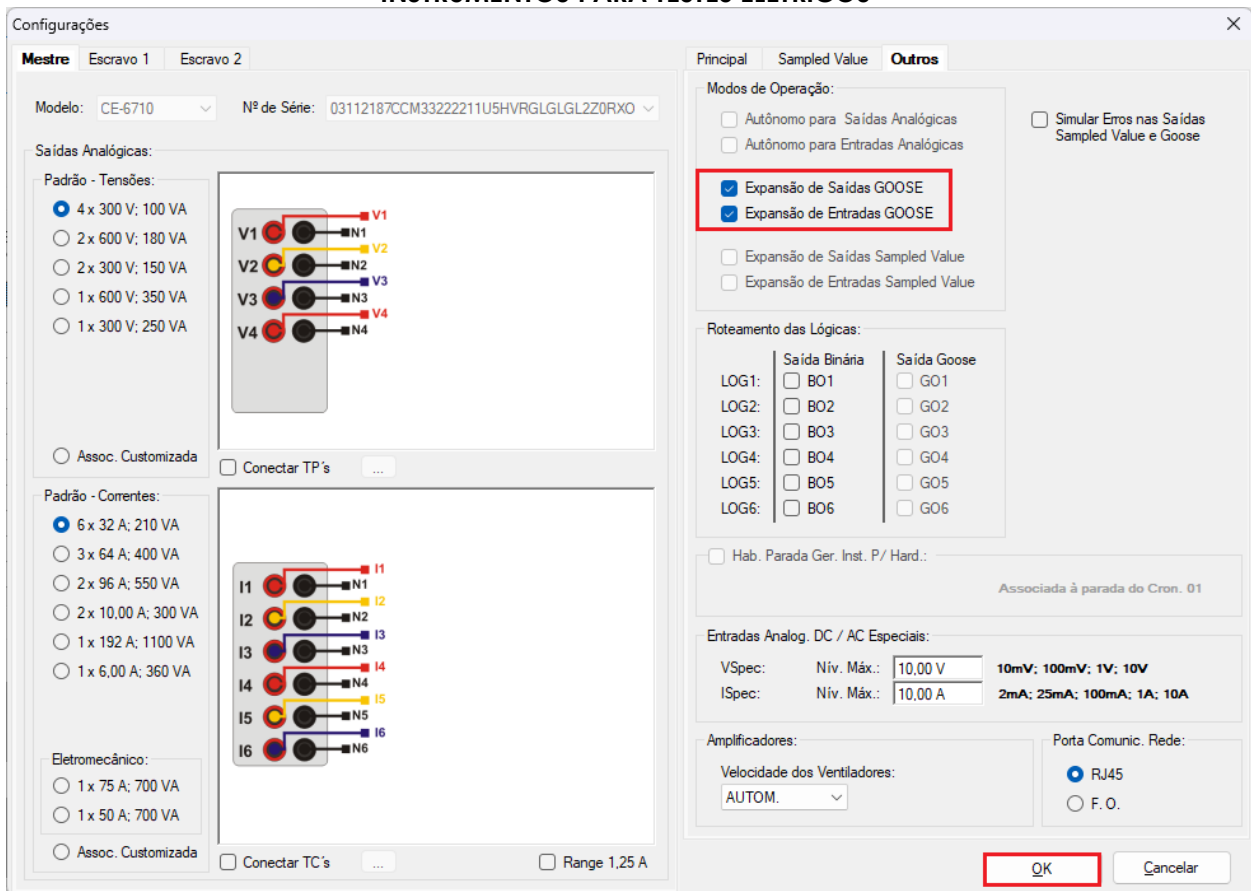 INSTRUMENTOS PARA TESTES ELÉTRICOS
Configurações
Mestre Escravo 1 Escravo 2
Modelo: CE-6710 Nº de Série: 03112187CCM33222211U5HVRGLGLGL2Z0RXO
Saídas Analógicas:
Padrão - Tensões:
4 x 300 V; 100 VA
2 x 600 V; 180 VA
2 x 300 V; 150 VA
1 x 600 V; 350 VA
1 x 300 V; 250 VA
Assoc. Customizada
V1 V1
N1
V2 V2
N2
V3 V3
N3
V4 V4
N4
Conectar TP´s ...
Padrão - Correntes:
6 x 32 A; 210 VA
3 x 64 A; 400 VA
2 x 96 A; 550 VA
2 x 10,00 A; 300 VA
1 x 192 A; 1100 VA
1 x 6,00 A; 360 VA
Eletromecânico:
1 x 75 A; 700 VA
1 x 50 A; 700 VA
Assoc. Customizada
I1 I1
N1
I2 I2
N2
I3 I3
N3
I4 I4
N4
I5 I5
N5
I6 I6
N6
Conectar TC´s ... Range 1,25 A
Principal Sampled Value Outros
Modos de Operação:
Autônomo para Saídas Analógicas
Autônomo para Entradas Analógicas
Expansão de Saídas GOOSE
Expansão de Entradas GOOSE
Expansão de Saídas Sampled Value
Expansão de Entradas Sampled Value
Simular Erros nas Saídas
Sampled Value e Goose
Roteamento das Lógicas:
Saída Binária Saída Goose
LOG1: BO1 GO1
LOG2: BO2 GO2
LOG3: BO3 GO3
LOG4: BO4 GO4
LOG5: BO5 GO5
LOG6: BO6 GO6
Hab. Parada Ger. Inst. P/ Hard.:
Associada à parada do Cron. 01
Entradas Analog. DC / AC Especiais:
VSpec: Nív. Máx.: 10,00 V 10mV; 100mV; 1V; 10V
ISpec: Nív. Máx.: 10,00 A 2mA; 25mA; 100mA; 1A; 10A
Amplificadores:
Velocidade dos Ventiladores:
AUTOM.
Porta Comunic. Rede:
RJ45
F. O.
OK Cancelar